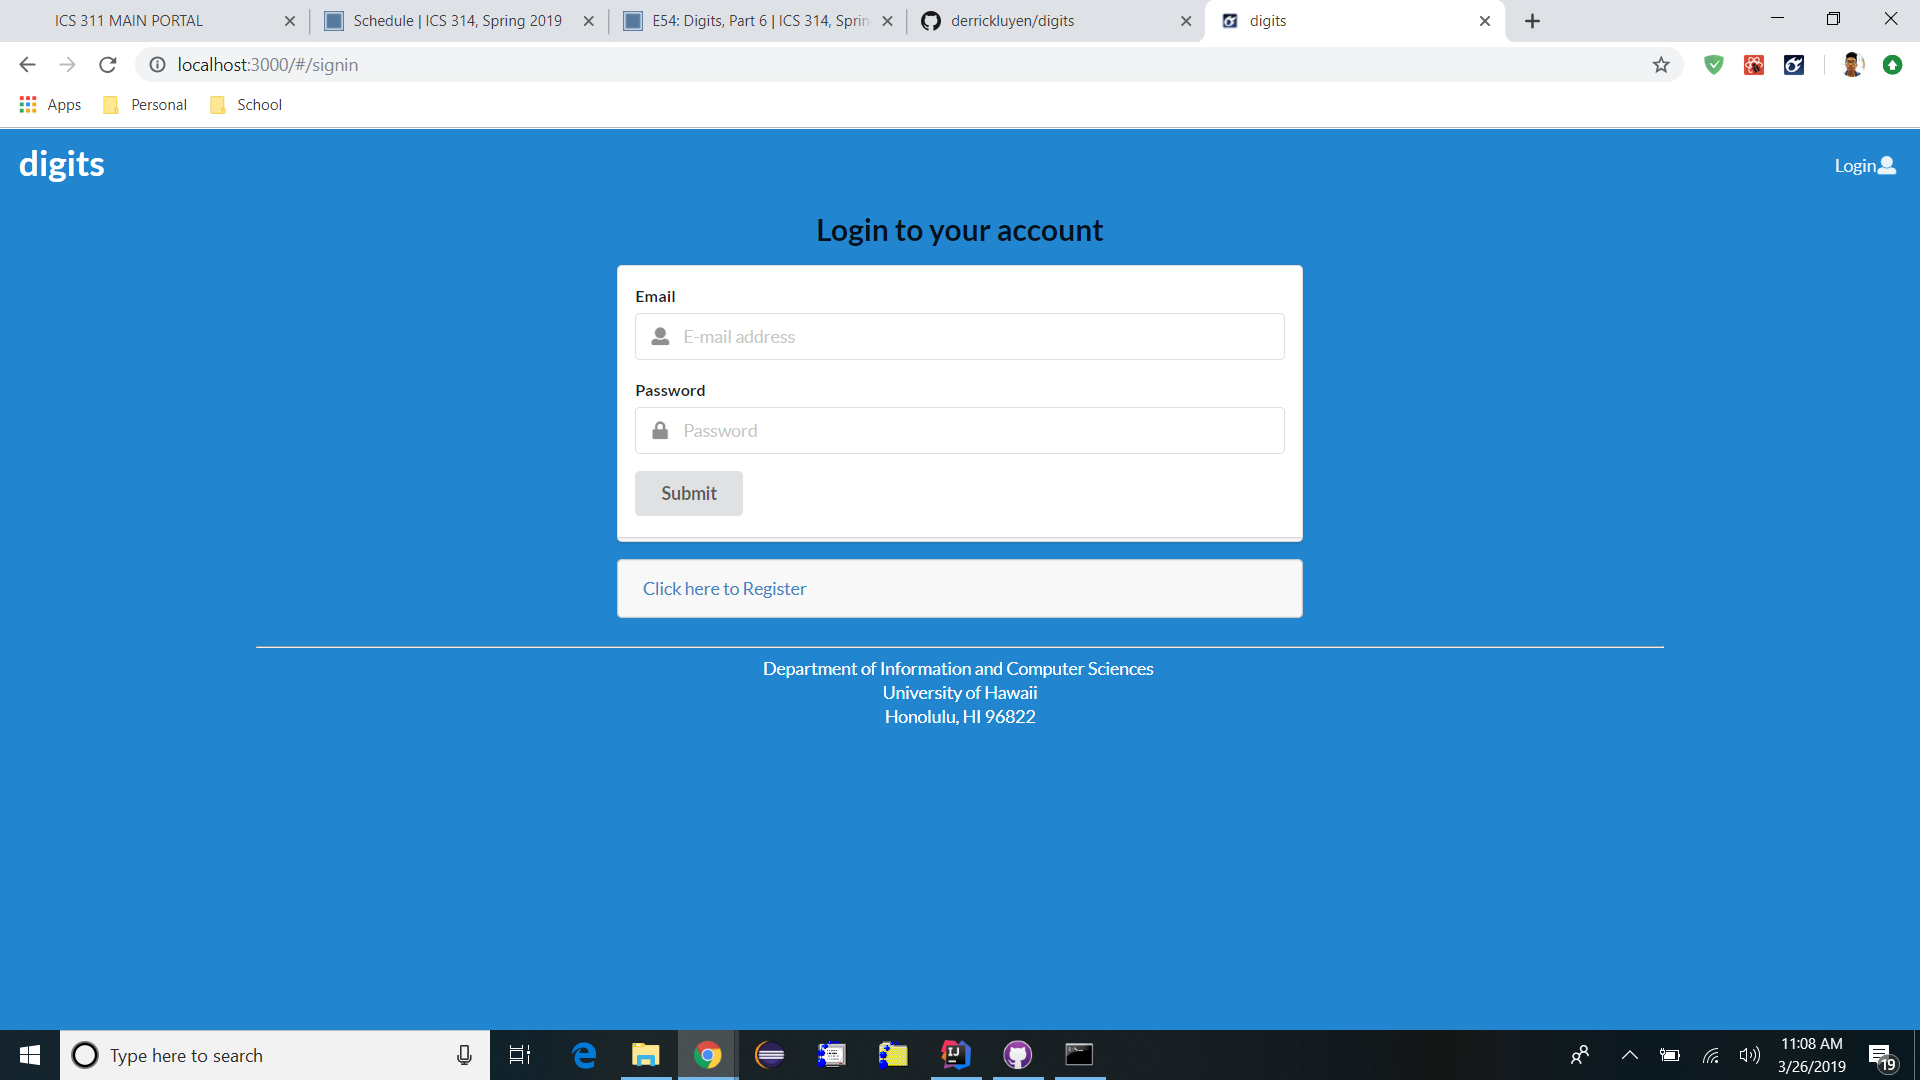 ICS 311 MAIN PORTAL
Schedule | ICS 314, Spring 2019
E54: Digits, Part 6 | ICS 314, Sprin
derrickluyen/digits
digits
localhost:3000/#/signin
Apps
Personal
School
digits
Login
Login to your account
Email
E-mail address
Password
Password
Submit
Click here to Register
Department of Information and Computer Sciences
University of Hawaii
Honolulu, HI 96822
Type here to search
IJ
11:08 AM
3/26/2019
19